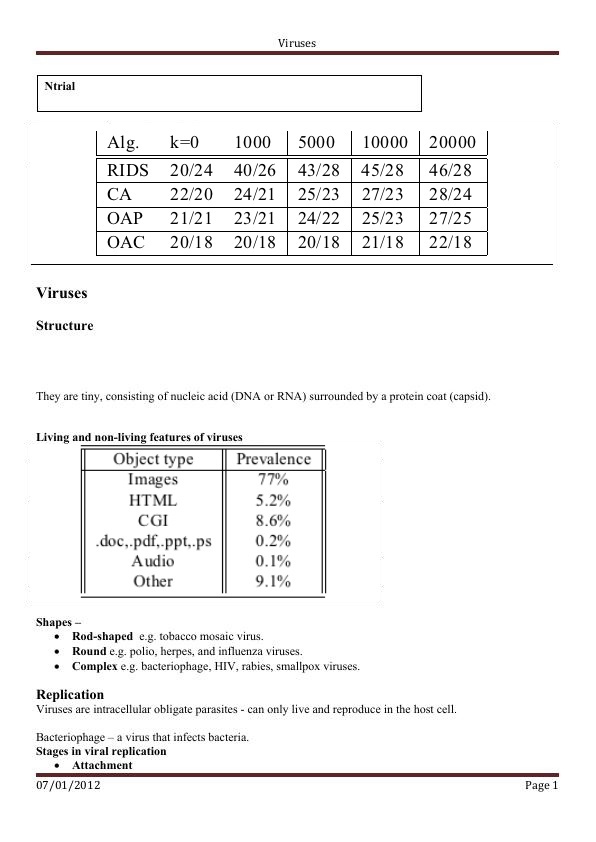 Viruses
Ntrial
Alg. k=0 1000 5000 10000 20000
RIDS 20/24 40/26 43/28 45/28 46/28
CA 22/20 24/21 25/23 27/23 28/24
OAP 21/21 23/21 24/22 25/23 27/25
OAC 20/18 20/18 20/18 21/18 22/18
Viruses
Structure
They are tiny, consisting of nucleic acid (DNA or RNA) surrounded by a protein coat (capsid).
Living and non-living features of viruses
Object type Prevalence
Images 77%
HTML 5.2%
CGI 8.6%
.doc,.pdf,.ppt,.ps 0.2%
Audio 0.1%
Other 9.1%
Shapes –
• Rod-shaped e.g. tobacco mosaic virus.
• Round e.g. polio, herpes, and influenza viruses.
• Complex e.g. bacteriophage, HIV, rabies, smallpox viruses.
Replication
Viruses are intracellular obligate parasites - can only live and reproduce in the host cell.
Bacteriophage – a virus that infects bacteria.
Stages in viral replication
• Attachment
07/01/2012 Page 1